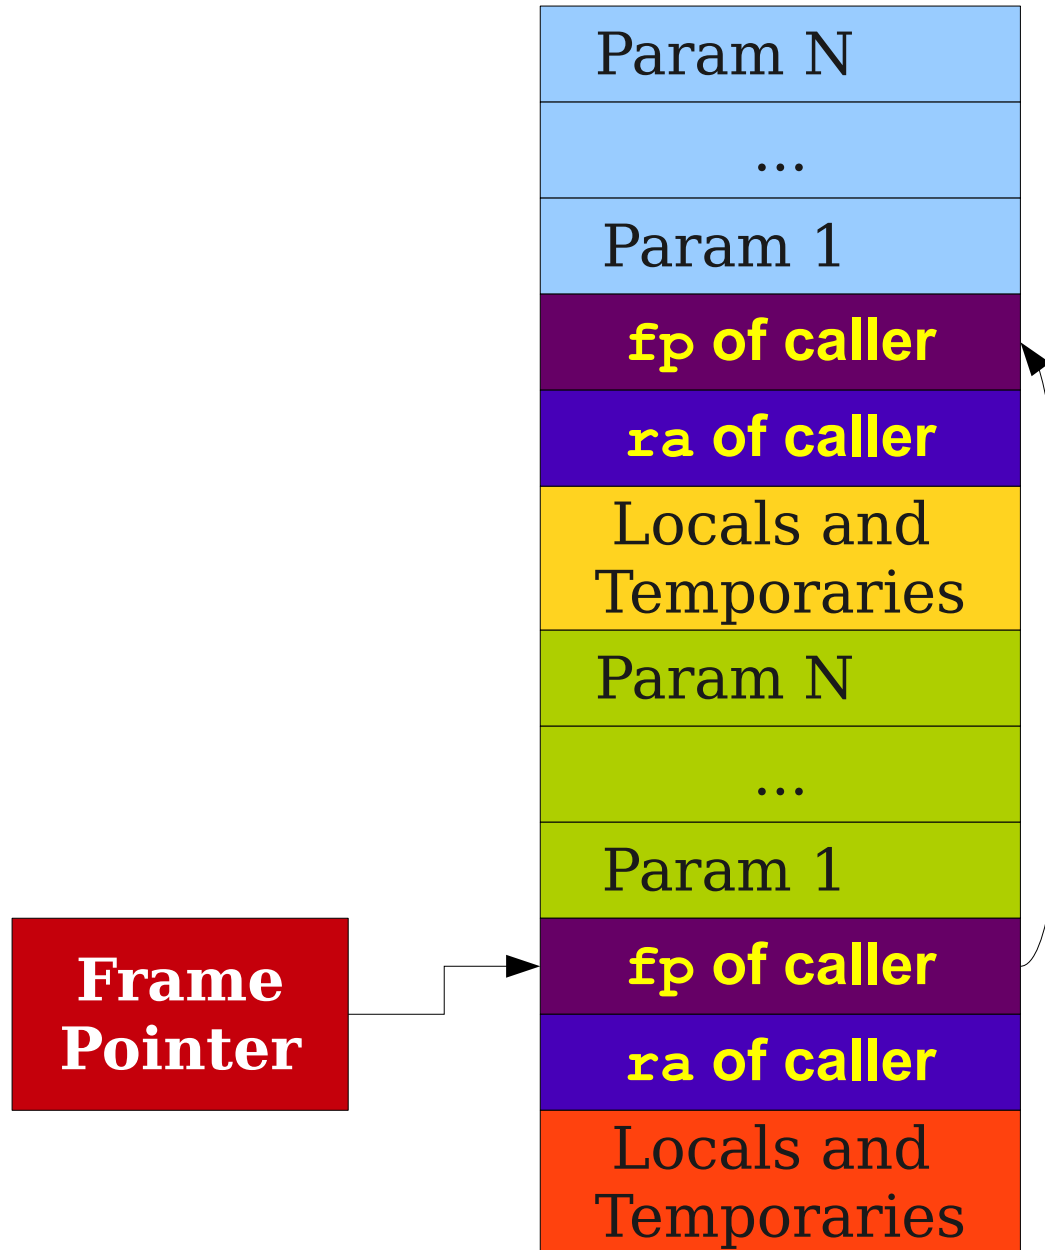 Param N
...
Param 1
fp of caller
ra of caller
Locals and
Temporaries
Param N
...
Param 1
Frame
Pointer
fp of caller
ra of caller
Locals and
Temporaries